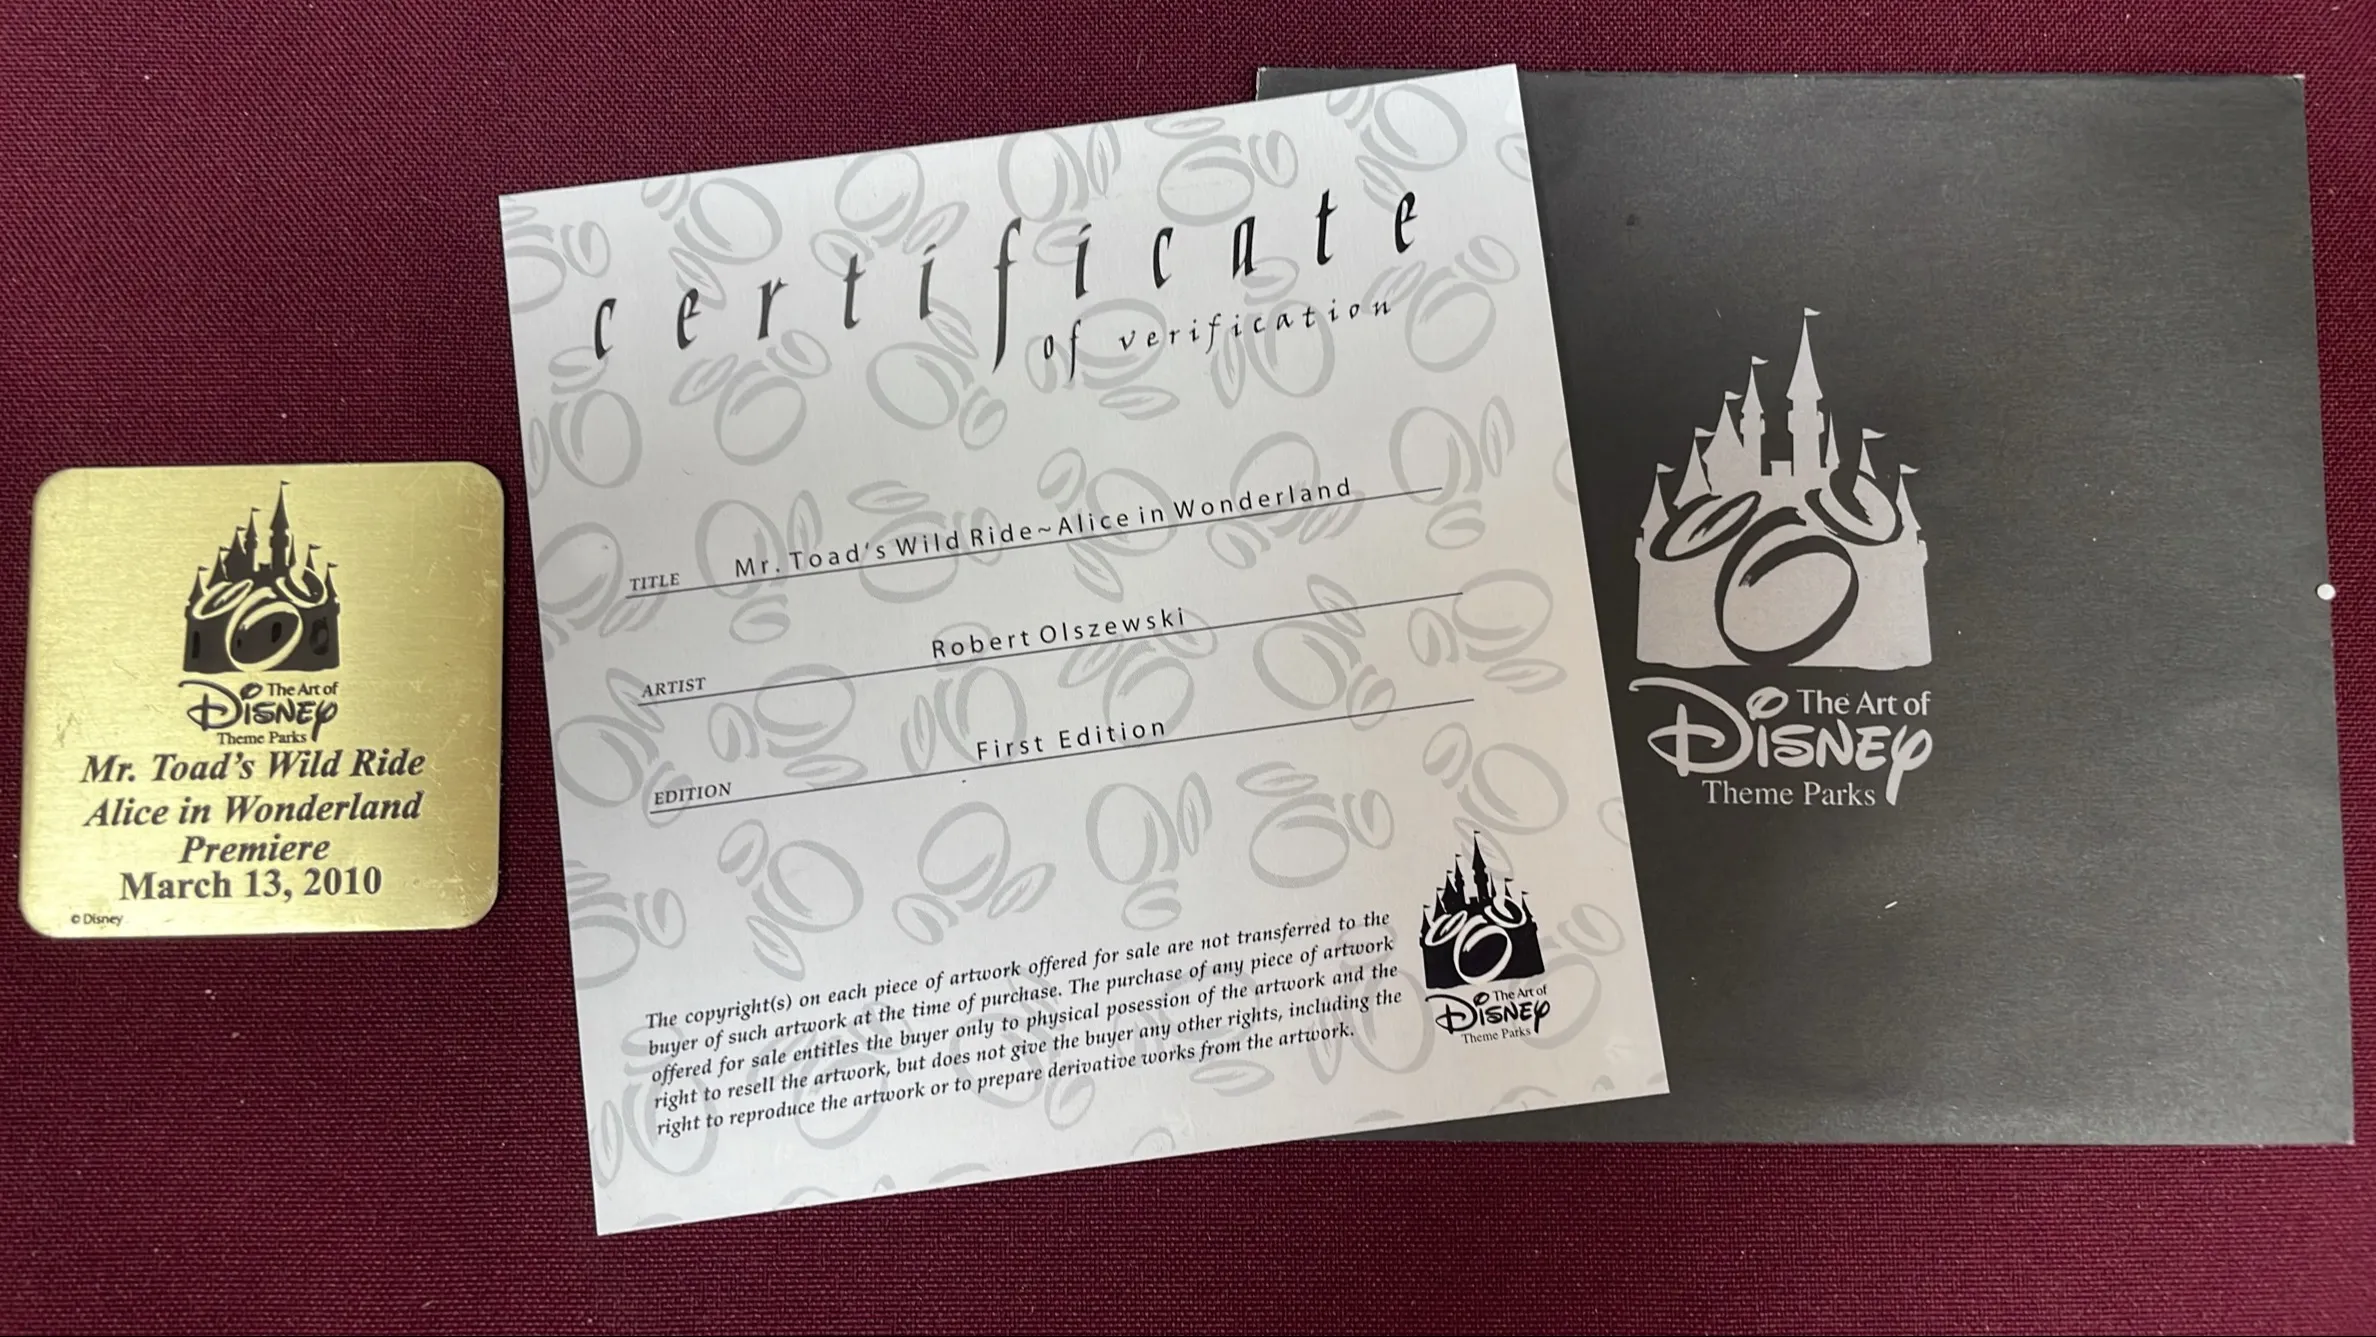 The Art of
DISNEY
Theme Parks
Mr. Toad's Wild Ride
Alice in Wonderland
Premiere
March 13, 2010
© Disney
certificate
of verification
TITLE Mr. Toad's Wild Ride~Alice in Wonderland
ARTIST Robert Olszewski
EDITION First Edition
The copyright(s) on each piece of artwork offered for sale are not transferred to the
buyer of such artwork at the time of purchase. The purchase of any piece of artwork
offered for sale entitles the buyer only to physical posession of the artwork and the
right to resell the artwork, but does not give the buyer any other rights, including the
right to reproduce the artwork or to prepare derivative works from the artwork.
The Art of
DISNEY
Theme Parks
The Art of
DISNEY
Theme Parks